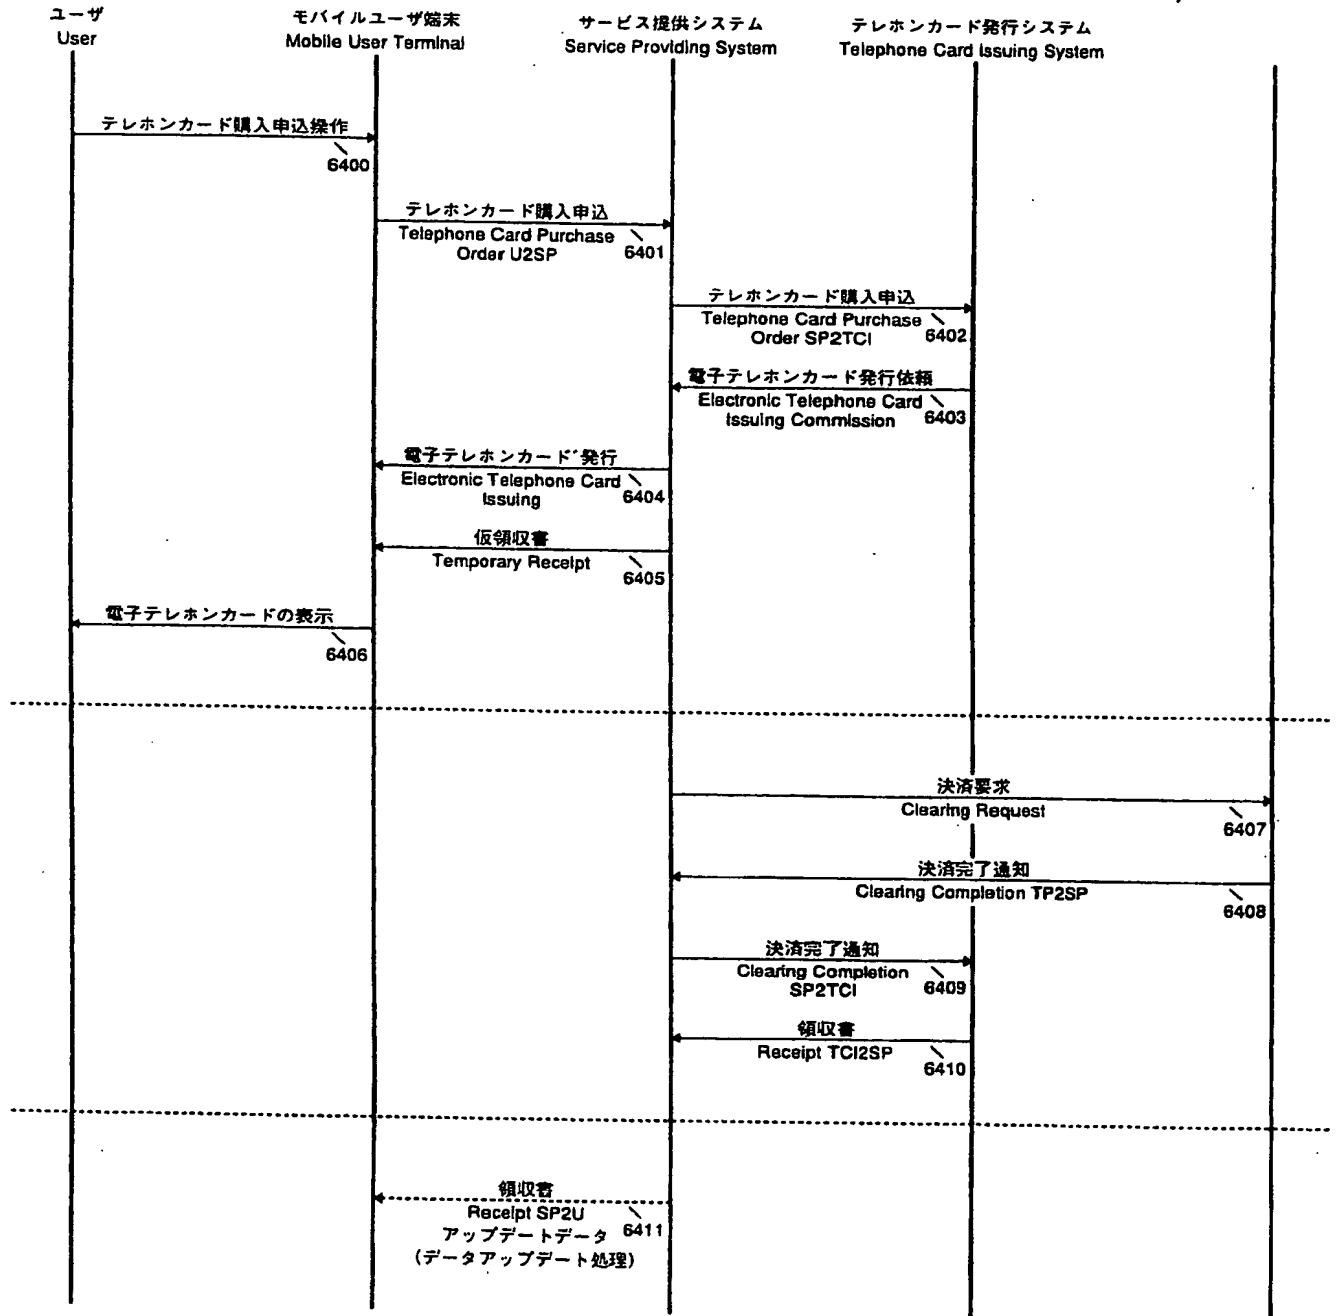 ユーザ
User
モバイルユーザ端末
Mobile User Terminal
サービス提供システム
Service Providing System
テレホンカード発行システム
Telephone Card Issuing System
テレホンカード購入申込操作
6400
テレホンカード購入申込
Telephone Card Purchase
Order U2SP
6401
テレホンカード購入申込
Telephone Card Purchase
Order SP2TCI
6402
電子テレホンカード発行依頼
Electronic Telephone Card
Issuing Commission
6403
電子テレホンカード発行
Electronic Telephone Card
Issuing
6404
仮領収書
Temporary Receipt
6405
電子テレホンカードの表示
6406
決済要求
Clearing Request
6407
決済完了通知
Clearing Completion TP2SP
6408
決済完了通知
Clearing Completion
SP2TCI
6409
領収書
Receipt TCI2SP
6410
領収書
Receipt SP2U
6411
アップデートデータ
(データアップデート処理)